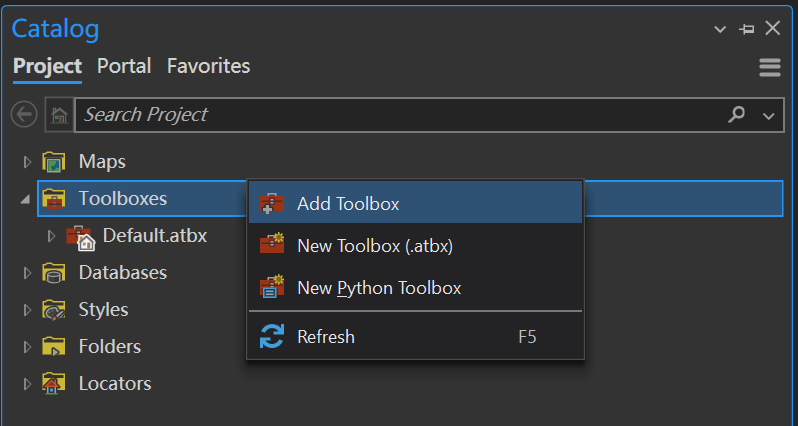 Catalog
Project Portal Favorites
Search Project
Maps
Toolboxes
Add Toolbox
Default.atbx
New Toolbox (.atbx)
Databases
New Python Toolbox
Styles
Refresh F5
Folders
Locators